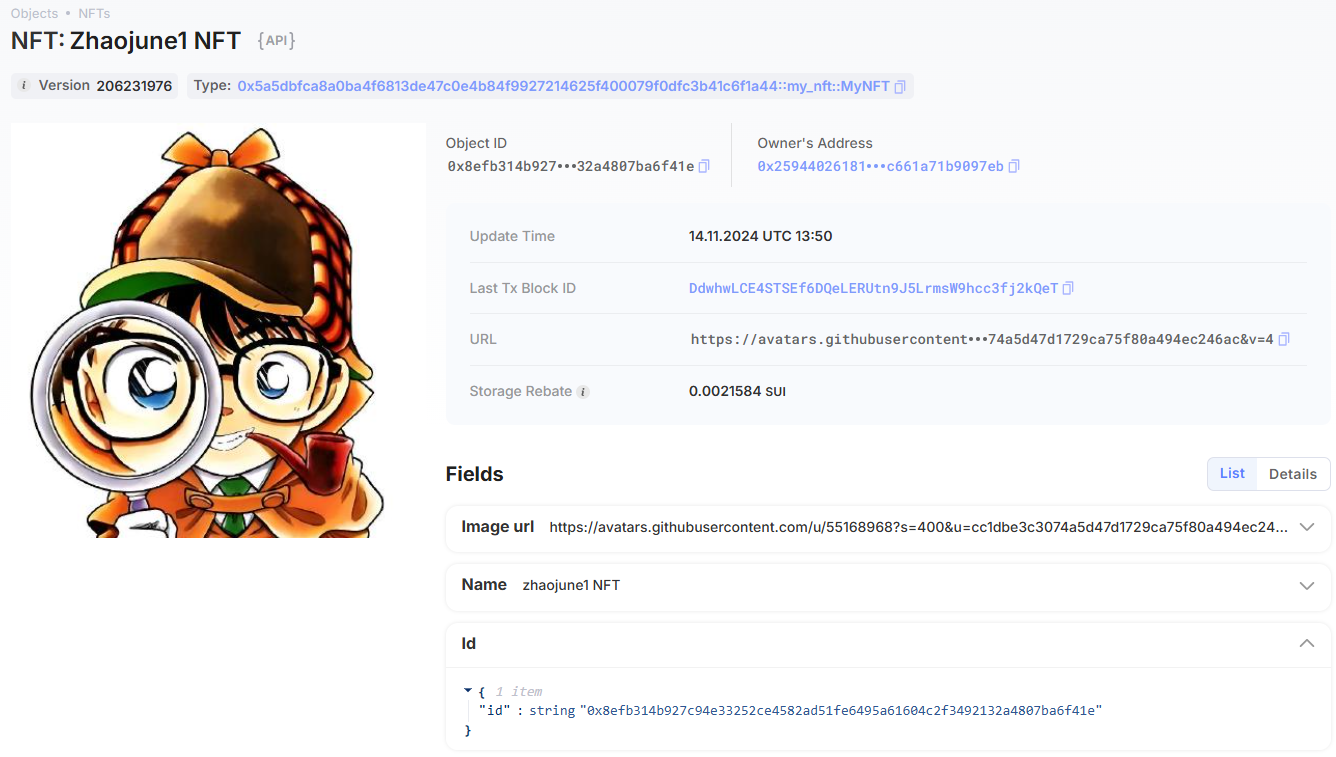 Objects • NFTs
NFT: Zhaojune1 NFT {API}
i Version 206231976 Type: 0x5a5dbfca8a0ba4f6813de47c0e4b84f9927214625f400079f0dfc3b41c6f1a44::my_nft::MyNFT
Object ID
0x8efb314b927•••32a4807ba6f41e
Owner's Address
0x25944026181•••c661a71b9097eb
Update Time 14.11.2024 UTC 13:50
Last Tx Block ID DdwhwLCE4STSEf6DQeLERUtn9J5LrmsW9hcc3fj2kQeT
URL https://avatars.githubusercontent•••74a5d47d1729ca75f80a494ec246ac&v=4
Storage Rebate i 0.0021584 SUI
Fields
List Details
Image url https://avatars.githubusercontent.com/u/55168968?s=400&u=cc1dbe3c3074a5d47d1729ca75f80a494ec24...
Name zhaojune1 NFT
Id
{ 1 item
"id" : string "0x8efb314b927c94e33252ce4582ad51fe6495a61604c2f3492132a4807ba6f41e"
}